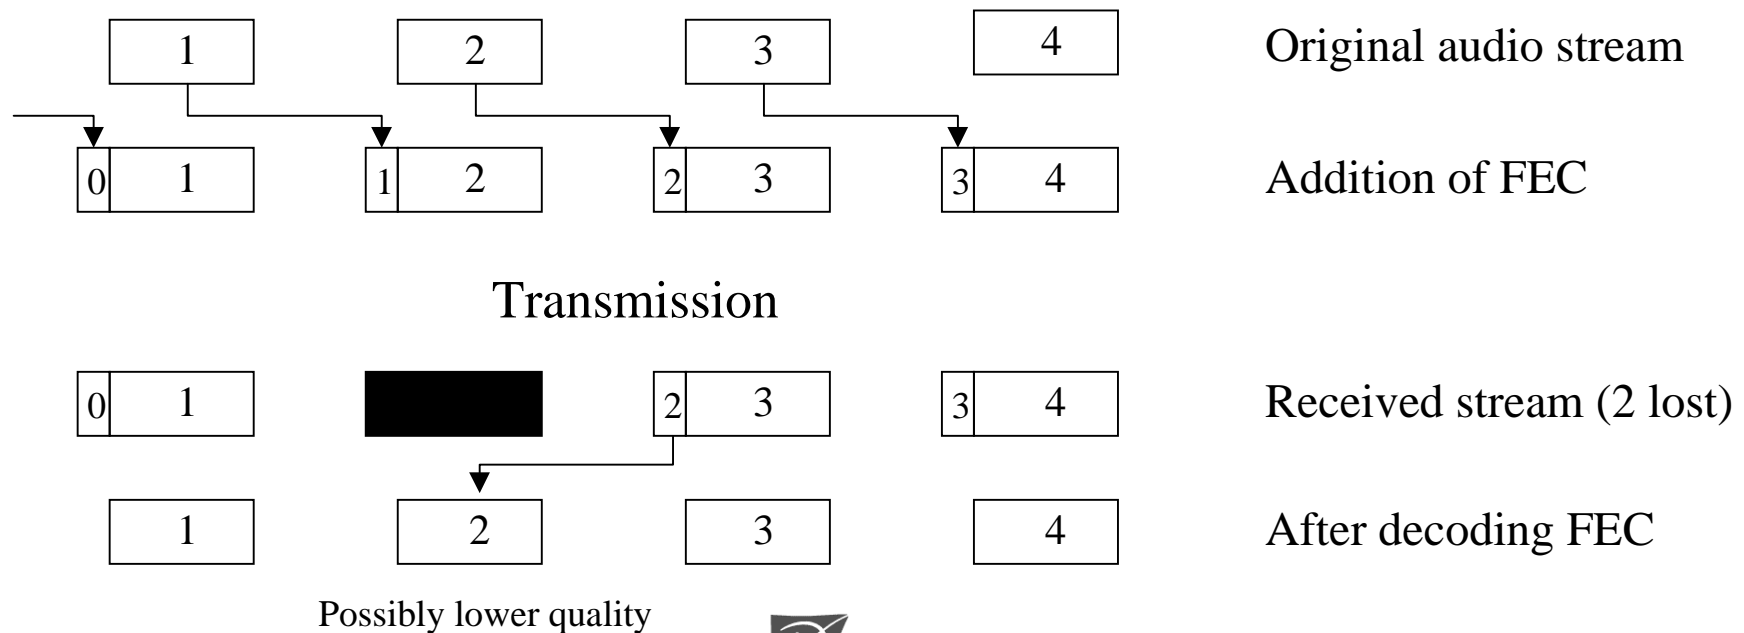 1 2 3 4 Original audio stream
0 1 1 2 2 3 3 4 Addition of FEC
Transmission
0 1 2 3 3 4 Received stream (2 lost)
1 2 3 4 After decoding FEC
Possibly lower quality